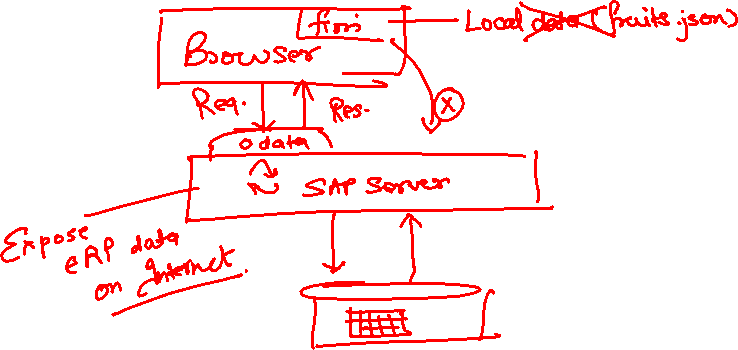 fiori
Local data (fruits.json)
Browser
Req.
Res.
X
odata
SAP Server
Expose
eRP data
on Internet